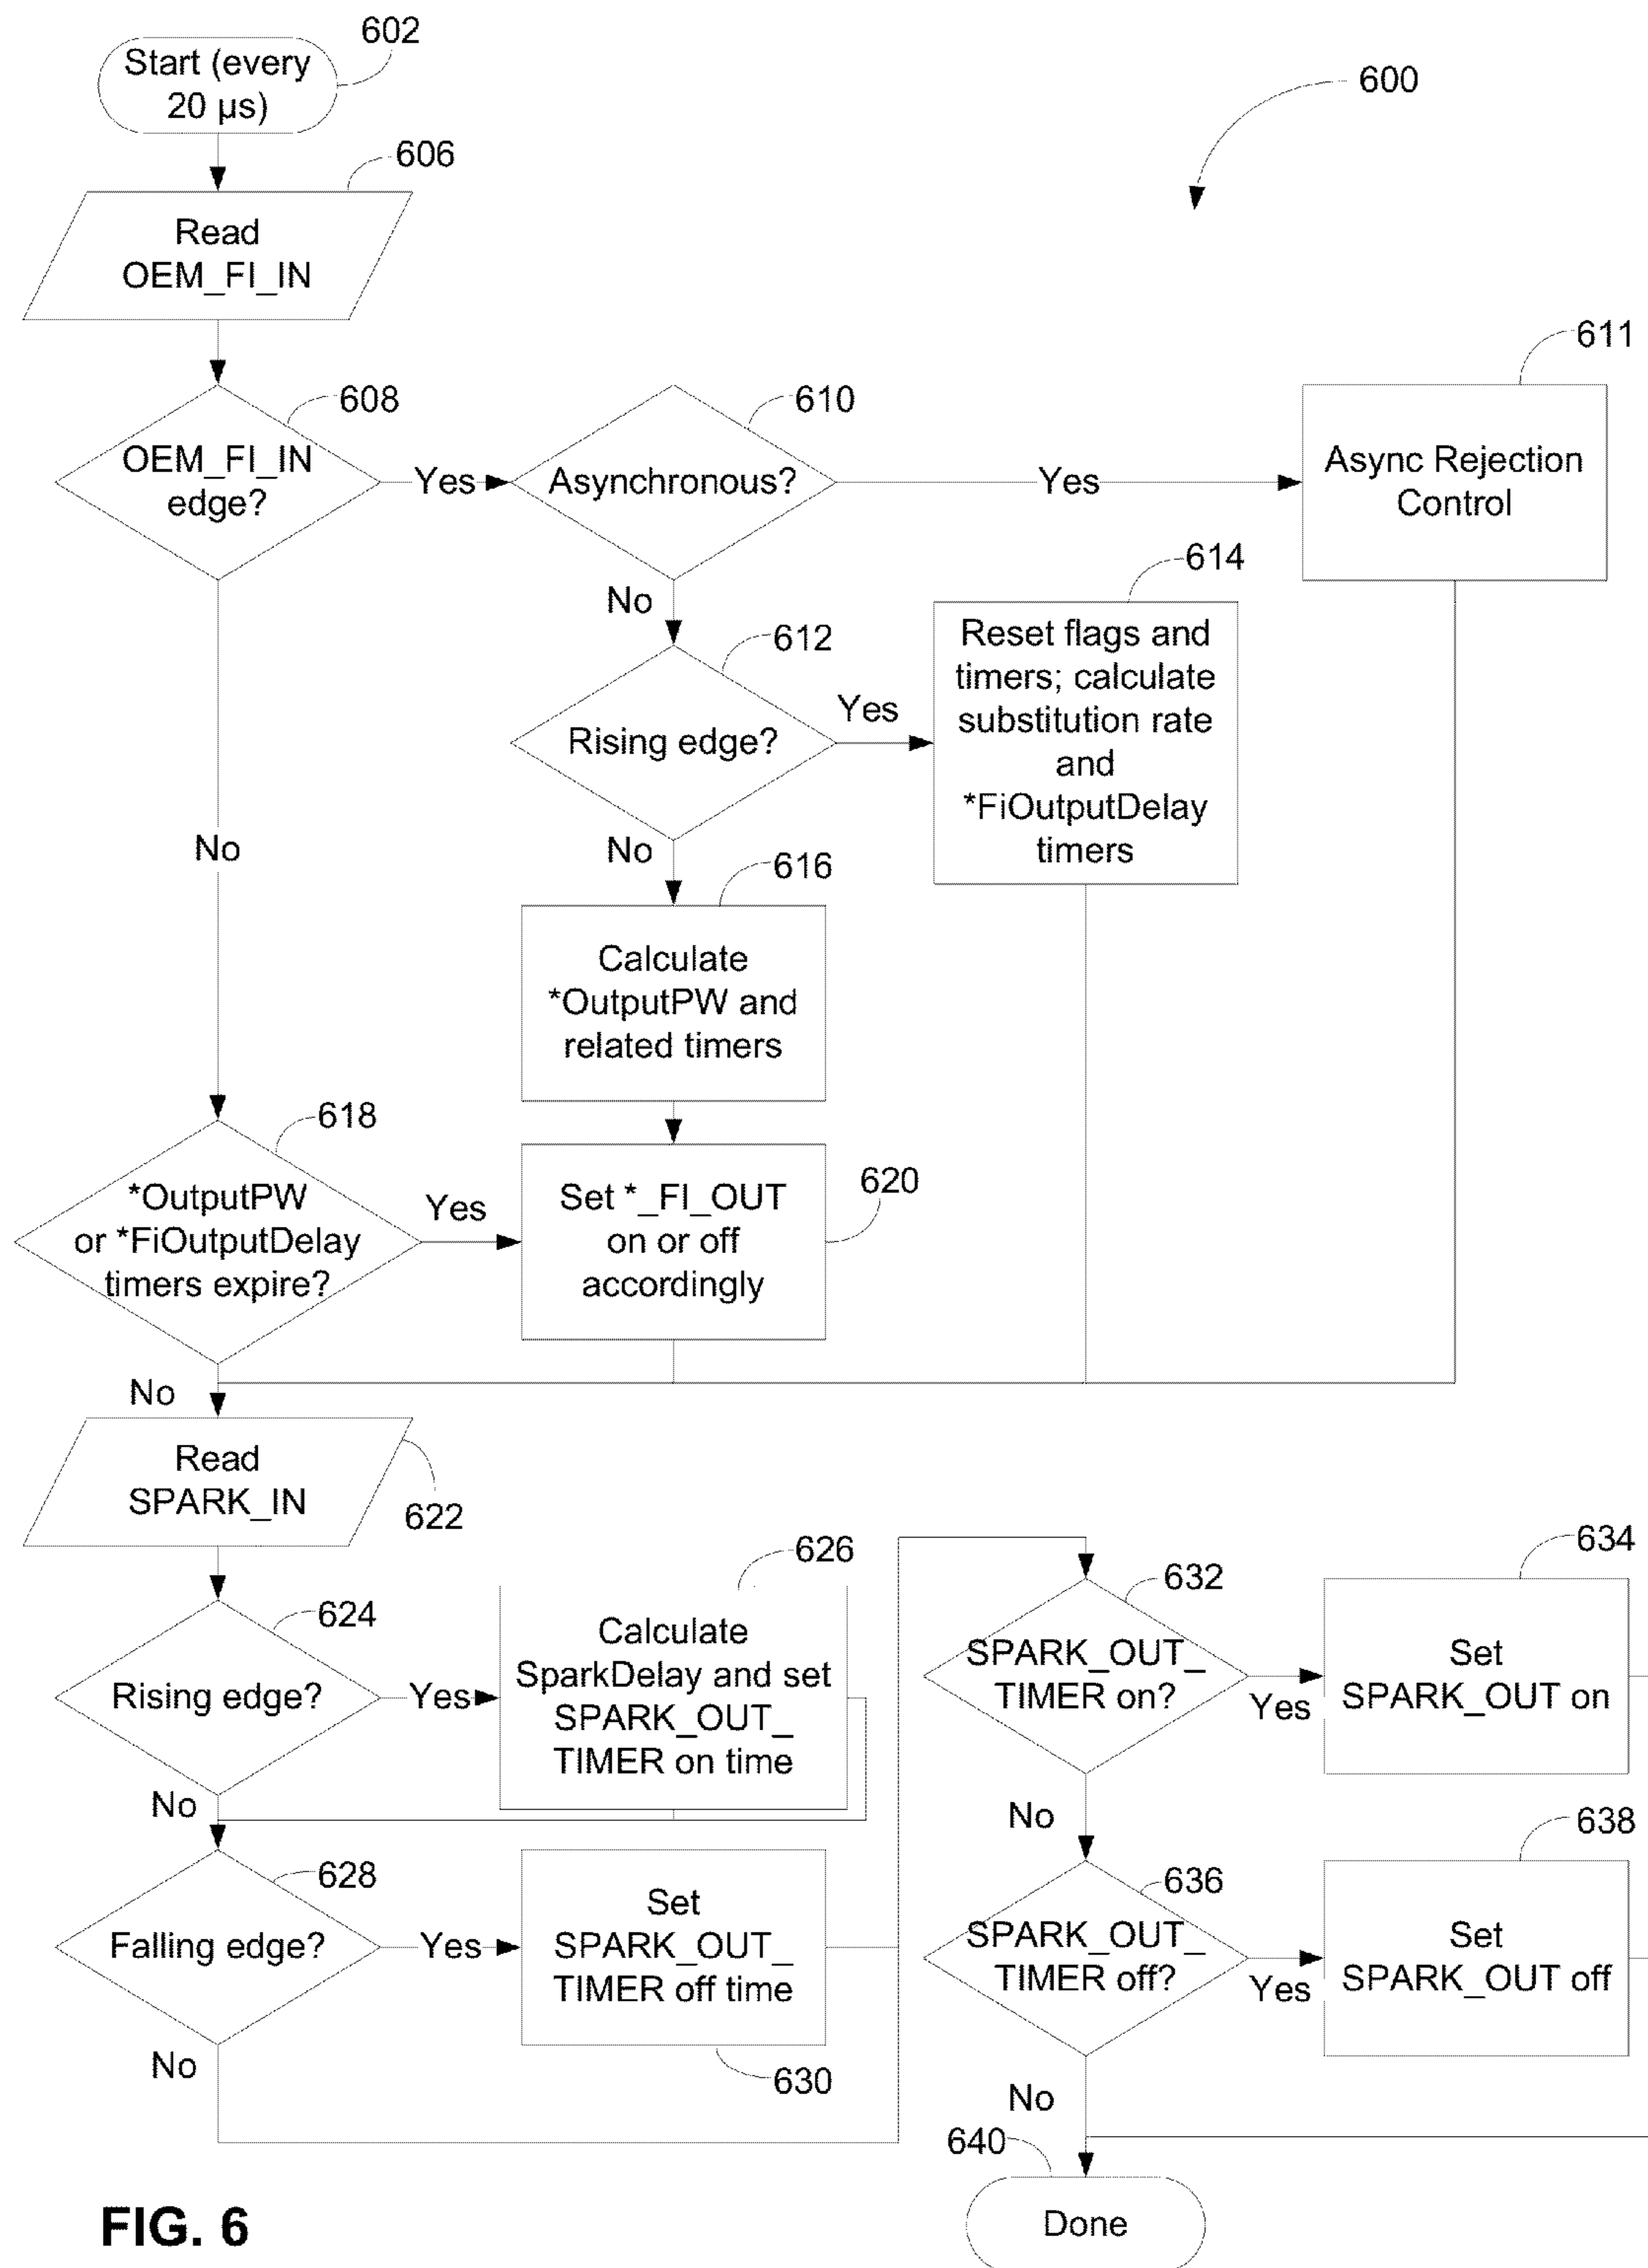 602
Start (every
20 µs)
600
606
Read
OEM_FI_IN
611
608
610
OEM_FI_IN
edge?
Yes
Asynchronous?
Yes
Async Rejection
Control
No
614
612
Reset flags and
timers; calculate
substitution rate
and
*FiOutputDelay
timers
Yes
Rising edge?
No
No
616
Calculate
*OutputPW and
related timers
618
*OutputPW
or *FiOutputDelay
timers expire?
Yes
Set *_FI_OUT
on or off
accordingly
620
No
Read
SPARK_IN
622
624
626
Rising edge?
Yes
Calculate
SparkDelay and set
SPARK_OUT_
TIMER on time
No
628
Falling edge?
Yes
Set
SPARK_OUT_
TIMER off time
630
No
632
634
SPARK_OUT_
TIMER on?
Yes
Set
SPARK_OUT on
No
636
638
SPARK_OUT_
TIMER off?
Yes
Set
SPARK_OUT off
No
640
Done
FIG. 6